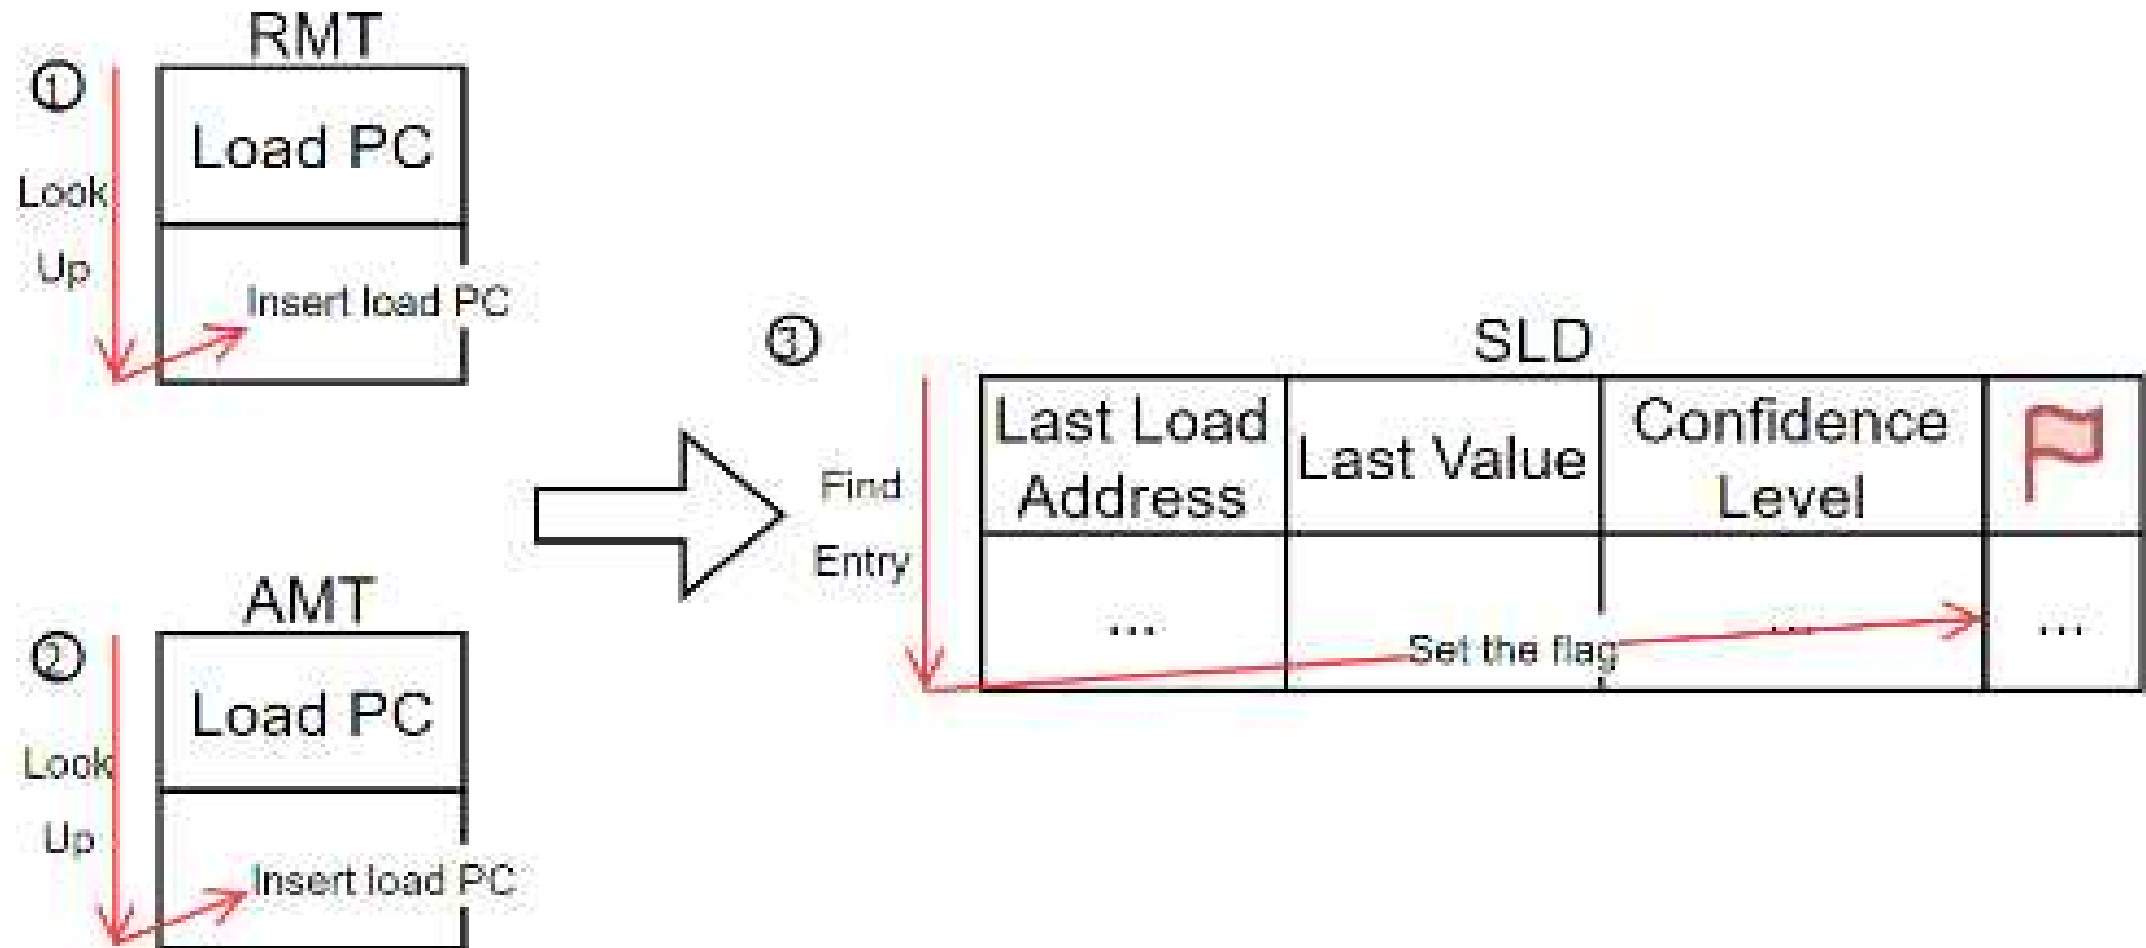 RMT
①
Load PC
Look
Up
Insert load PC
AMT
②
Load PC
Look
Up
Insert load PC
③
SLD
Find
Entry
Last Load
Address
Last Value
Confidence
Level
...
...
...
Set the flag